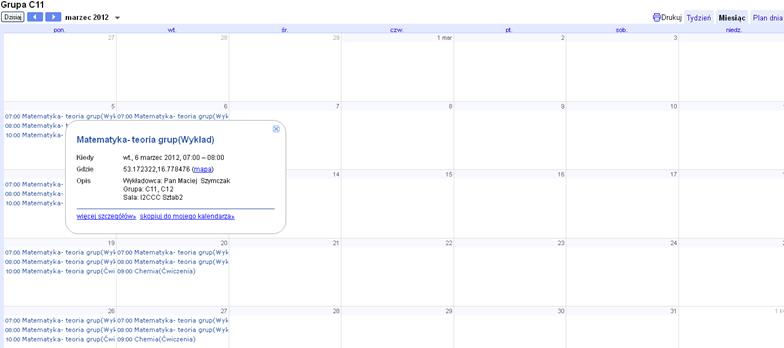 Grupa C11
Dzisiaj marzec 2012 Drukuj Tydzień Miesiąc Plan dnia
pon. wt. śr. czw. pt. sob. niedz.
27 28 29 1 mar 2 3
5 6 7 8 9 10
07:00 Matematyka- teoria grup(Wyk 07:00 Matematyka- teoria grup(Wyk
08:00 Matematyka-
10:00 Matematyka-
Matematyka- teoria grup(Wykład)
Kiedy wt., 6 marzec 2012, 07:00 – 08:00
Gdzie 53.172322,16.778476 (mapa)
Opis Wykładowca: Pan Maciej Szymczak
Grupa: C11, C12
Sala: I2CCC Sztab2
więcej szczegółów» skopiuj do mojego kalendarza»
14 15 16 17
07:00 Matematyka-
08:00 Matematyka-
10:00 Matematyka-
19 20 21 22 23 24
07:00 Matematyka- teoria grup(Wyk 07:00 Matematyka- teoria grup(Wyk
08:00 Matematyka- teoria grup(Wyk 08:00 Matematyka- teoria grup(Wyk
10:00 Matematyka- teoria grup(Ćwi 09:00 Chemia(Ćwiczenia)
26 27 28 29 30 31
07:00 Matematyka- teoria grup(Wyk 07:00 Matematyka- teoria grup(Wyk
08:00 Matematyka- teoria grup(Wyk 08:00 Matematyka- teoria grup(Wyk
10:00 Matematyka- teoria grup(Ćwi 09:00 Chemia(Ćwiczenia)